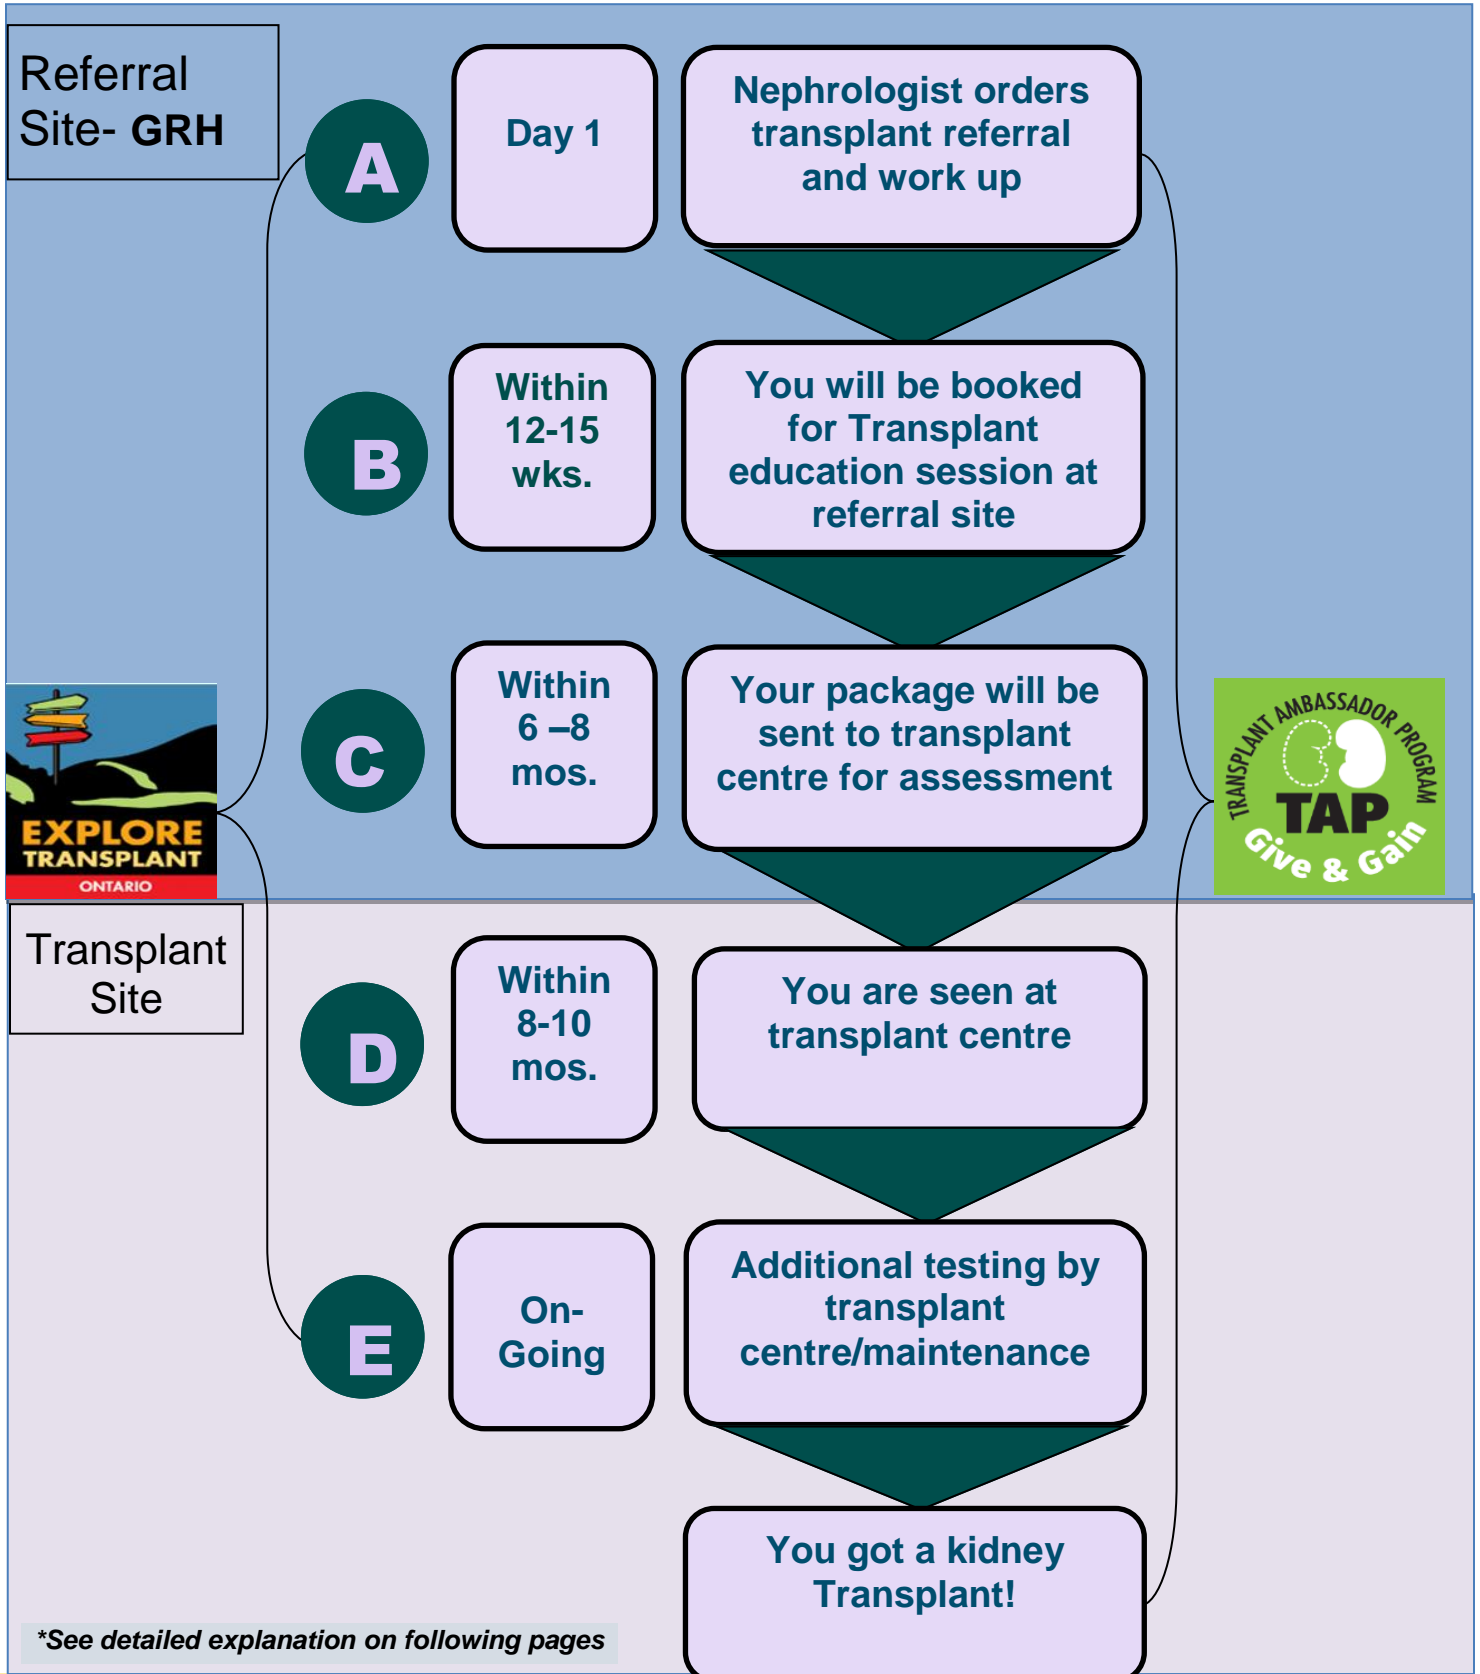 Referral
Site- GRH
A
Day 1
Nephrologist orders
transplant referral
and work up
B
Within
12-15
wks.
You will be booked
for Transplant
education session at
referral site
C
Within
6 –8
mos.
Your package will be
sent to transplant
centre for assessment
EXPLORE
TRANSPLANT
ONTARIO
TRANSPLANT AMBASSADOR PROGRAM
TAP
Give & Gain
Transplant
Site
D
Within
8-10
mos.
You are seen at
transplant centre
E
On-
Going
Additional testing by
transplant
centre/maintenance
You got a kidney
Transplant!
*See detailed explanation on following pages